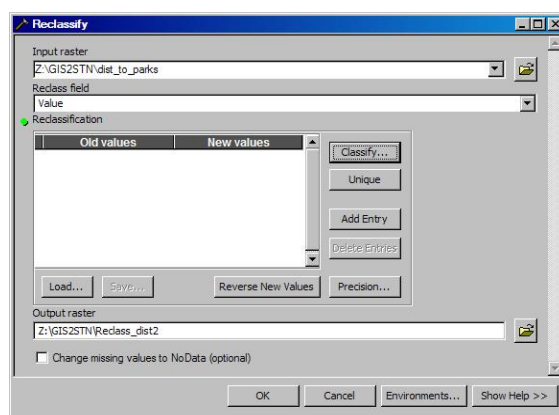 Reclassify
Input raster
Z:\GIS2STN\dist_to_parks
Reclass field
Value
Reclassification
Old values New values
Classify...
Unique
Add Entry
Delete Entries
Load... Save... Reverse New Values Precision...
Output raster
Z:\GIS2STN\Reclass_dist2
Change missing values to NoData (optional)
OK Cancel Environments... Show Help >>